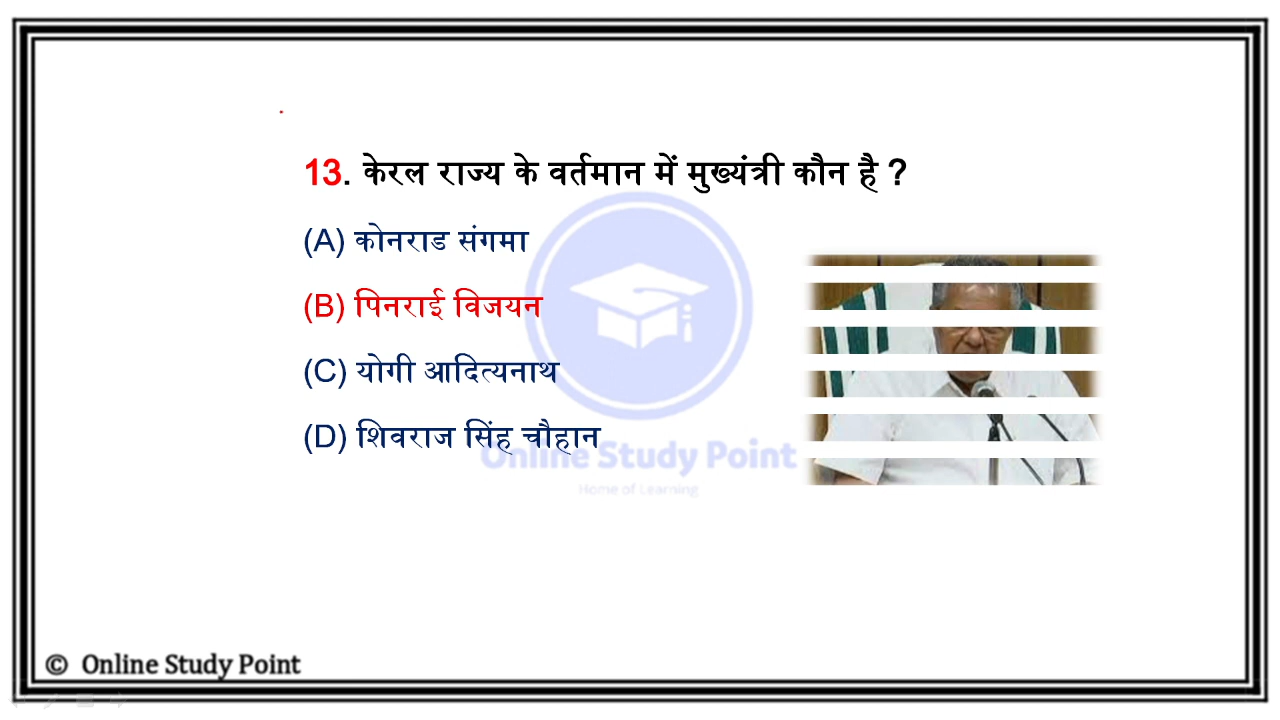 13. केरल राज्य के वर्तमान में मुख्यंत्री कौन है ?
(A) कोनराड संगमा
(B) पिनराई विजयन
(C) योगी आदित्यनाथ
(D) शिवराज सिंह चौहान
Online Study Point
Home of Learning
© Online Study Point